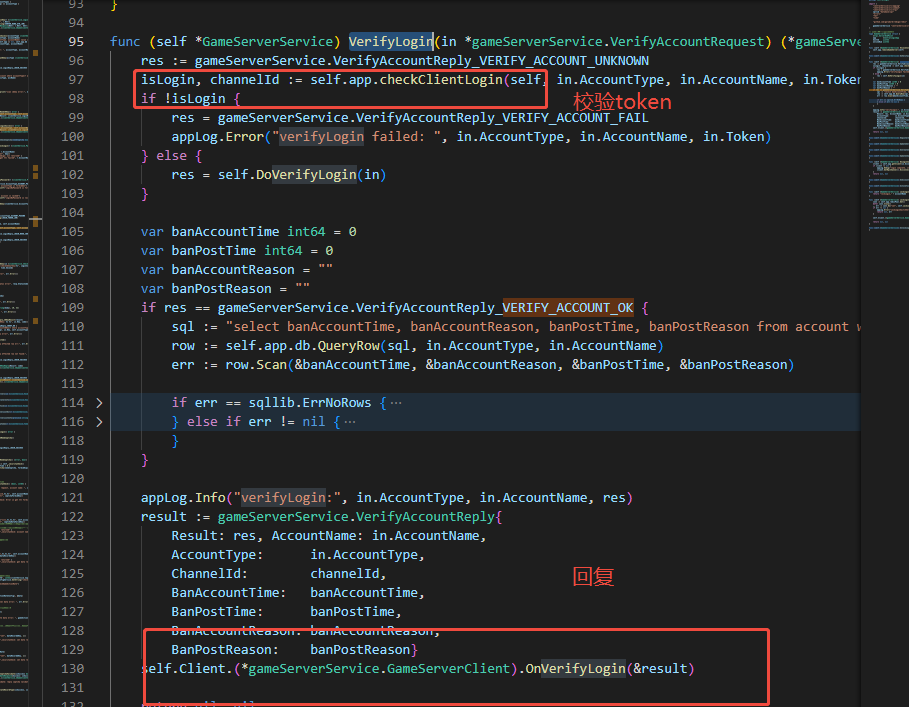 93 }
94
95 func (self *GameServerService) VerifyLogin(in *gameServerService.VerifyAccountRequest) (*gameServe
96 res := gameServerService.VerifyAccountReply_VERIFY_ACCOUNT_UNKNOWN
97 isLogin, channelId := self.app.checkClientLogin(self, in.AccountType, in.AccountName, in.Token
98 if !isLogin {
校验token
99 res = gameServerService.VerifyAccountReply_VERIFY_ACCOUNT_FAIL
100 appLog.Error("verifyLogin failed: ", in.AccountType, in.AccountName, in.Token)
101 } else {
102 res = self.DoVerifyLogin(in)
103 }
104
105 var banAccountTime int64 = 0
106 var banPostTime int64 = 0
107 var banAccountReason = ""
108 var banPostReason = ""
109 if res == gameServerService.VerifyAccountReply_VERIFY_ACCOUNT_OK {
110 sql := "select banAccountTime, banAccountReason, banPostTime, banPostReason from account w
111 row := self.app.db.QueryRow(sql, in.AccountType, in.AccountName)
112 err := row.Scan(&banAccountTime, &banAccountReason, &banPostTime, &banPostReason)
113
114 if err == sqllib.ErrNoRows {…
116 } else if err != nil {…
118 }
119 }
120
121 appLog.Info("verifyLogin:", in.AccountType, in.AccountName, res)
122 result := gameServerService.VerifyAccountReply{
123 Result: res, AccountName: in.AccountName,
124 AccountType: in.AccountType,
125 ChannelId: channelId,
回复
126 BanAccountTime: banAccountTime,
127 BanPostTime: banPostTime,
128 BanAccountReason: banAccountReason,
129 BanPostReason: banPostReason}
130 self.Client.(*gameServerService.GameServerClient).OnVerifyLogin(&result)
131
132